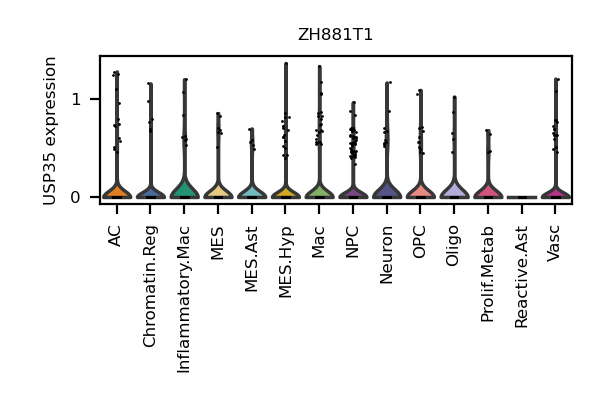 ZH881T1
USP35 expression
1
0
AC
Chromatin.Reg
Inflammatory.Mac
MES
MES.Ast
MES.Hyp
Mac
NPC
Neuron
OPC
Oligo
Prolif.Metab
Reactive.Ast
Vasc